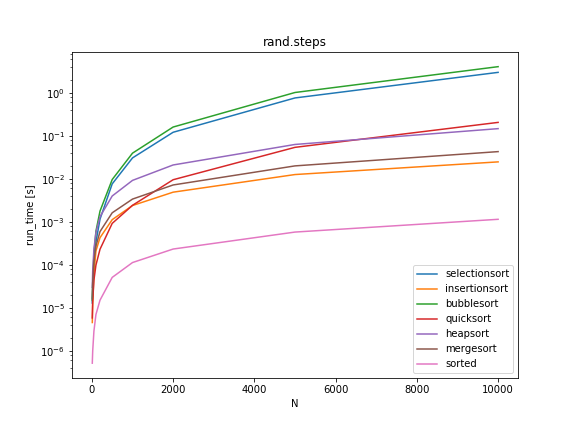 rand.steps
run_time [s]
10⁰
10⁻¹
10⁻²
10⁻³
10⁻⁴
10⁻⁵
10⁻⁶
selectionsort
insertionsort
bubblesort
quicksort
heapsort
mergesort
sorted
0 2000 4000 6000 8000 10000
N